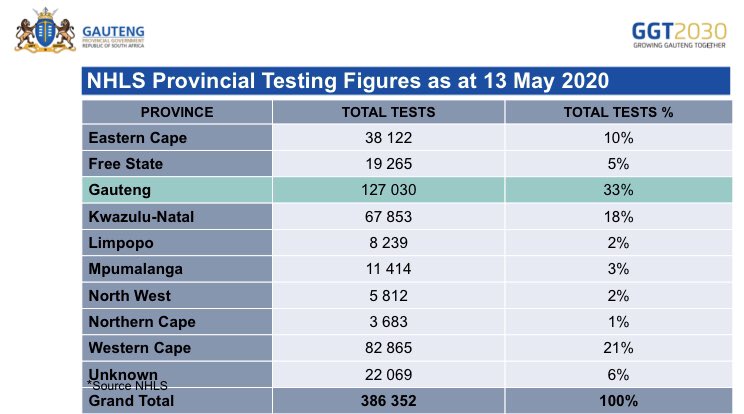 GAUTENG
PROVINCIAL GOVERNMENT
REPUBLIC OF SOUTH AFRICA
GGT2030
GROWING GAUTENG TOGETHER
NHLS Provincial Testing Figures as at 13 May 2020
PROVINCE TOTAL TESTS TOTAL TESTS %
Eastern Cape 38 122 10%
Free State 19 265 5%
Gauteng 127 030 33%
Kwazulu-Natal 67 853 18%
Limpopo 8 239 2%
Mpumalanga 11 414 3%
North West 5 812 2%
Northern Cape 3 683 1%
Western Cape 82 865 21%
Unknown 22 069 6%
*Source NHLS
Grand Total 386 352 100%